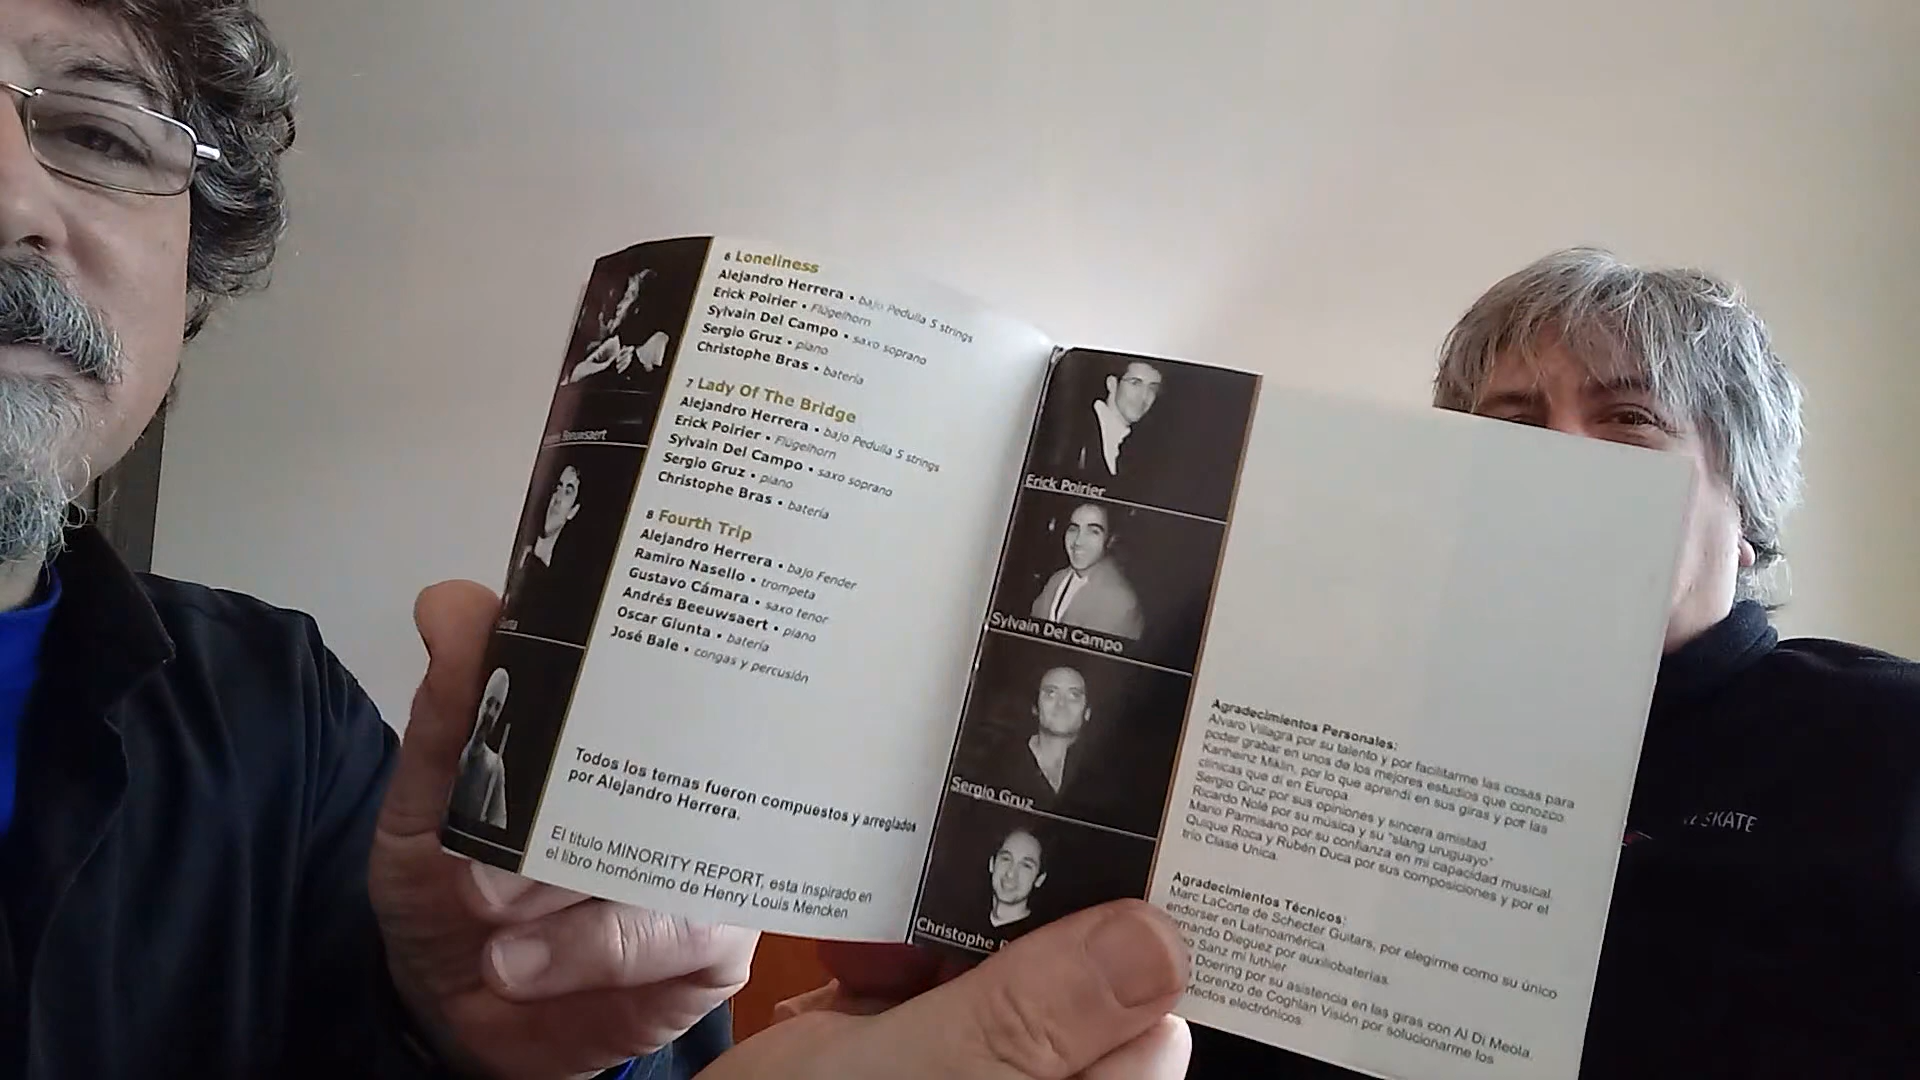 6 Loneliness
Alejandro Herrera • bajo Pedulla 5 strings
Erick Poirier • Flügelhorn
Sylvain Del Campo • saxo soprano
Sergio Gruz • piano
Christophe Bras • batería
7 Lady Of The Bridge
Alejandro Herrera • bajo Pedulla 5 strings
Erick Poirier • Flügelhorn
Sylvain Del Campo • saxo soprano
Sergio Gruz • piano
Christophe Bras • batería
8 Fourth Trip
Alejandro Herrera • bajo Fender
Ramiro Nasello • trompeta
Gustavo Cámara • saxo tenor
Andrés Beeuwsaert • piano
Oscar Giunta • batería
José Bale • congas y percusión
Todos los temas fueron compuestos y arreglados
por Alejandro Herrera.
El título MINORITY REPORT, esta inspirado en
el libro homónimo de Henry Louis Mencken
Beeuwsaert
Erick Poirier
Sylvain Del Campo
Sergio Gruz
Christophe
Agradecimientos Personales:
Alvaro Villagra por su talento y por facilitarme las cosas para
poder grabar en unos de los mejores estudios que conozco.
Karlheinz Miklin, por lo que aprendí en sus giras y por las
clínicas que dí en Europa.
Sergio Gruz por sus opiniones y sincera amistad.
Ricardo Nolé por su música y su "slang uruguayo"
Mario Parmisano por su confianza en mi capacidad musical.
Quique Roca y Rubén Duca por sus composiciones y por el
trío Clase Unica.
Agradecimientos Técnicos:
Marc LaCorte de Schecter Guitars, por elegirme como su único
endorser en Latinoamérica.
Dieguez por auxiliobaterías.
Sanz mi luthier
Doering por su asistencia en las giras con Al Di Meola.
Lorenzo de Coghlan Visión por solucionarme los
electrónicos.
SKATE